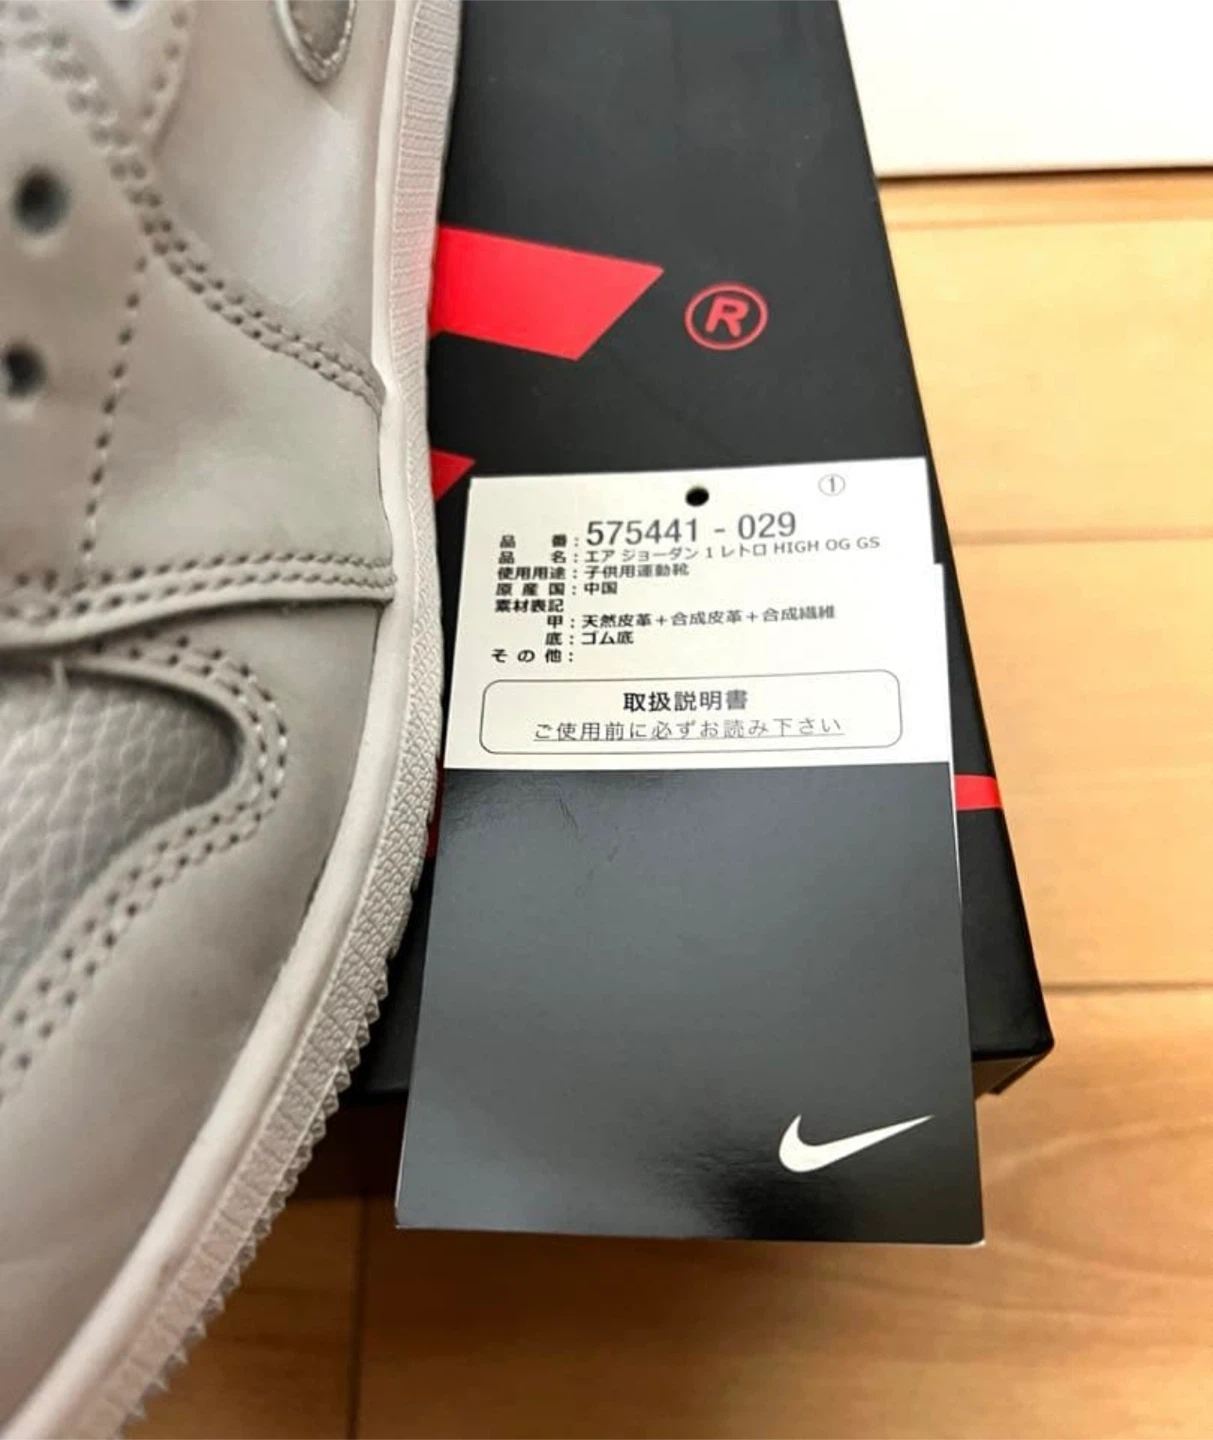 ®
①
品番：575441 - 029
品名：エア ジョーダン 1 レトロ HIGH OG GS
使用用途：子供用運動靴
原産国：中国
素材表記
甲：天然皮革＋合成皮革＋合成繊維
底：ゴム底
その他：
取扱説明書
ご使用前に必ずお読み下さい